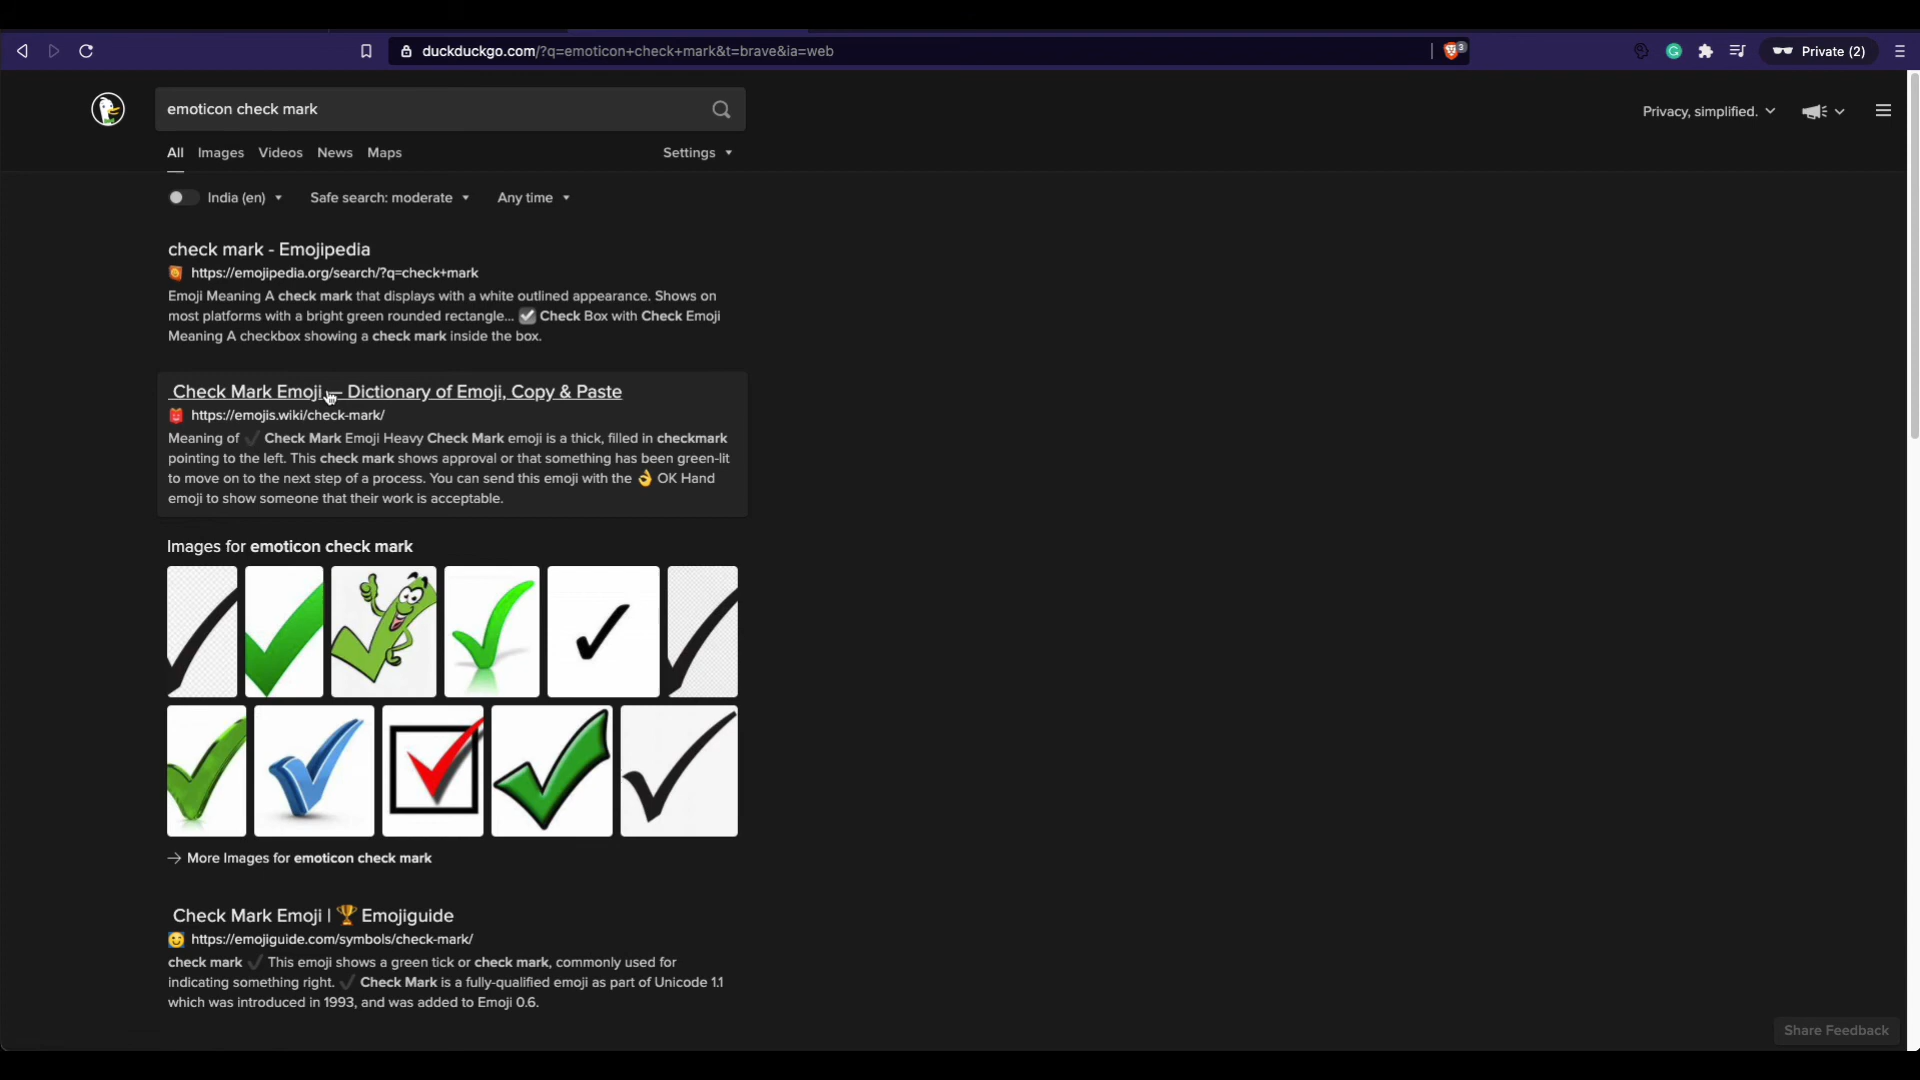 duckduckgo.com/?q=emoticon+check+mark&t=brave&ia=web
3
Private (2)
emoticon check mark
Privacy, simplified.
All Images Videos News Maps Settings
India (en) Safe search: moderate Any time
check mark - Emojipedia
https://emojipedia.org/search/?q=check+mark
Emoji Meaning A check mark that displays with a white outlined appearance. Shows on
most platforms with a bright green rounded rectangle... ☑️ Check Box with Check Emoji
Meaning A checkbox showing a check mark inside the box.
Check Mark Emoji — Dictionary of Emoji, Copy & Paste
https://emojis.wiki/check-mark/
Meaning of ✔️ Check Mark Emoji Heavy Check Mark emoji is a thick, filled in checkmark
pointing to the left. This check mark shows approval or that something has been green-lit
to move on to the next step of a process. You can send this emoji with the 👌 OK Hand
emoji to show someone that their work is acceptable.
Images for emoticon check mark
→ More Images for emoticon check mark
Check Mark Emoji | 🏆 Emojiguide
https://emojiguide.com/symbols/check-mark/
check mark ✔️ This emoji shows a green tick or check mark, commonly used for
indicating something right. ✔️ Check Mark is a fully-qualified emoji as part of Unicode 1.1
which was introduced in 1993, and was added to Emoji 0.6.
Share Feedback